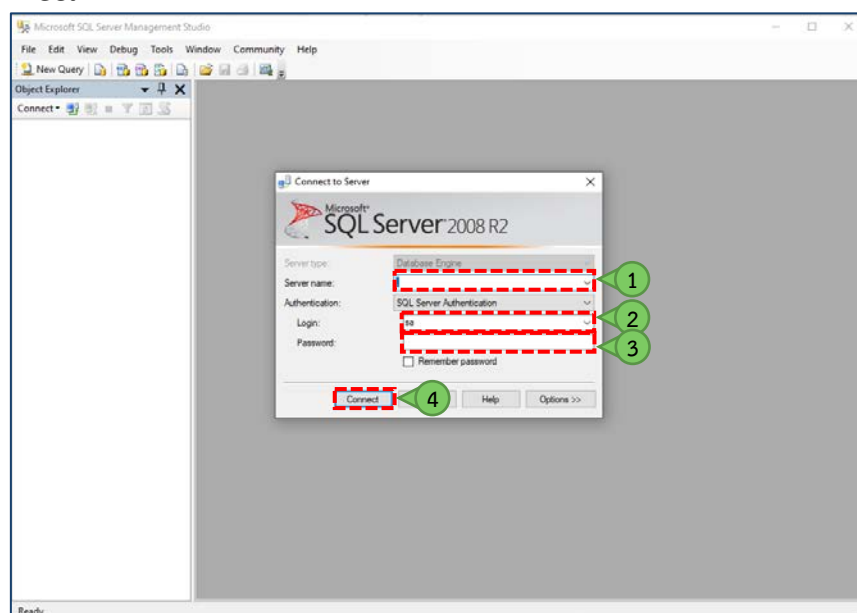 Microsoft SQL Server Management Studio
File Edit View Debug Tools Window Community Help
New Query
Object Explorer
Connect
Connect to Server
Microsoft
SQL Server 2008 R2
Server type: Database Engine
Server name: 1
Authentication: SQL Server Authentication
Login: sa 2
Password: 3
Remember password
Connect 4 Help Options >>
Ready